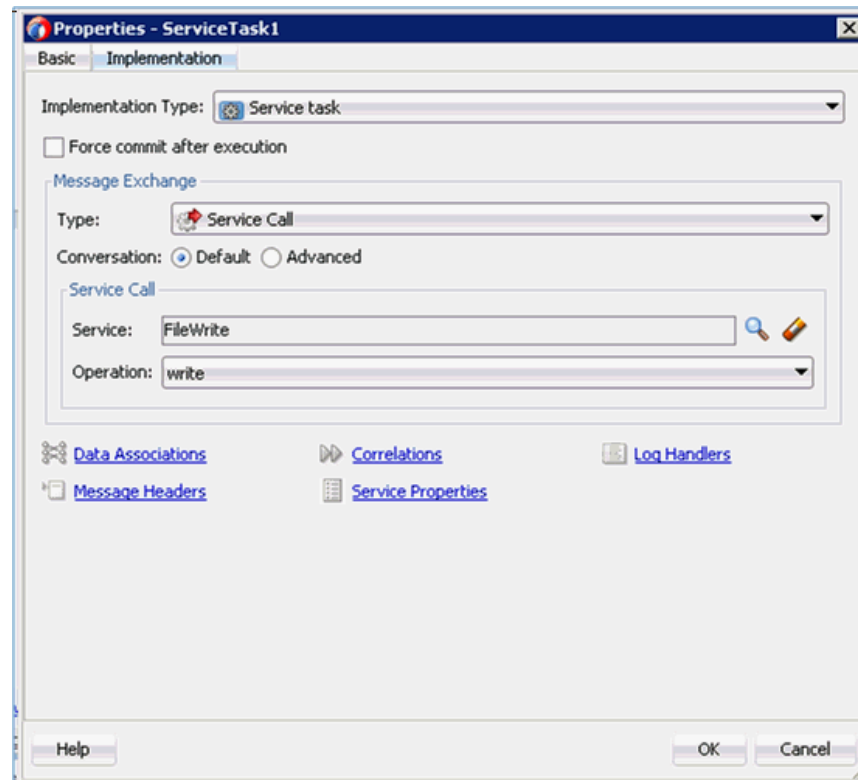 Properties - ServiceTask1
Basic Implementation
Implementation Type: Service task
Force commit after execution
Message Exchange
Type: Service Call
Conversation: Default Advanced
Service Call
Service: FileWrite
Operation: write
Data Associations Correlations Log Handlers
Message Headers Service Properties
Help OK Cancel